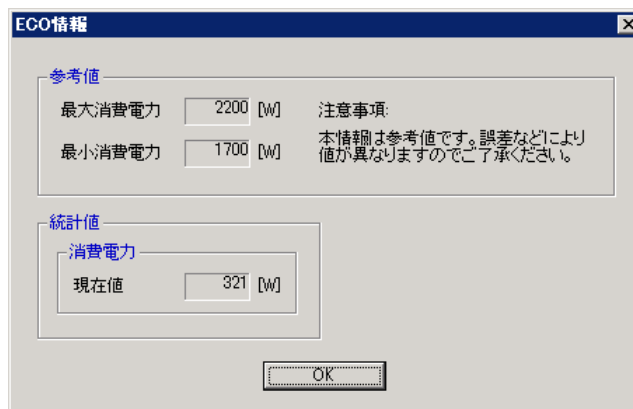 ECO情報
参考値
最大消費電力 2200 [W]
最小消費電力 1700 [W]
注意事項:
本情報は参考値です。誤差などにより
値が異なりますのでご了承ください。
統計値
消費電力
現在値 321 [W]
OK